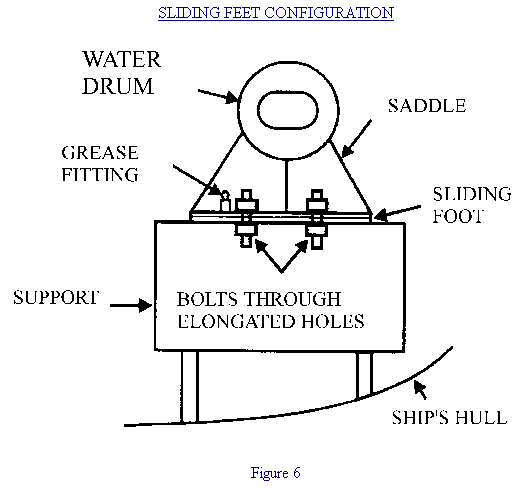 SLIDING FEET CONFIGURATION
WATER
DRUM
SADDLE
GREASE
FITTING
SLIDING
FOOT
SUPPORT
BOLTS THROUGH
ELONGATED HOLES
SHIP'S HULL
Figure 6